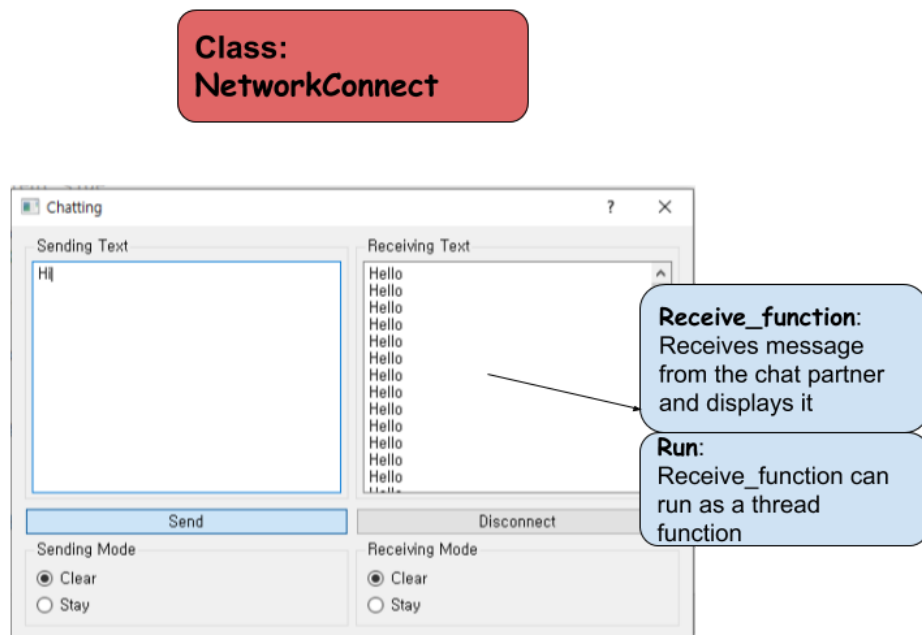 Class:
NetworkConnect
Chatting
?
Sending Text
Receiving Text
Hi
Hello
Hello
Hello
Hello
Hello
Hello
Hello
Hello
Hello
Hello
Hello
Hello
Hello
Hello
Receive_function:
Receives message
from the chat partner
and displays it
Run:
Receive_function can
run as a thread
function
Send
Disconnect
Sending Mode
Receiving Mode
Clear
Clear
Stay
Stay